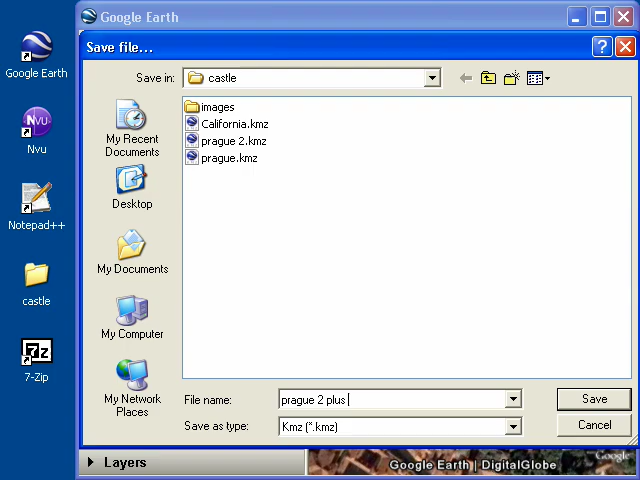 Google Earth
Save file...
Google Earth
Nvu
Notepad++
castle
7-Zip
Save in:
castle
My Recent
Documents
Desktop
My Documents
My Computer
My Network
Places
images
California.kmz
prague 2.kmz
prague.kmz
File name:
prague 2 plus
Save
Save as type:
Kmz (*.kmz)
Cancel
Layers
Google
Google Earth | DigitalGlobe